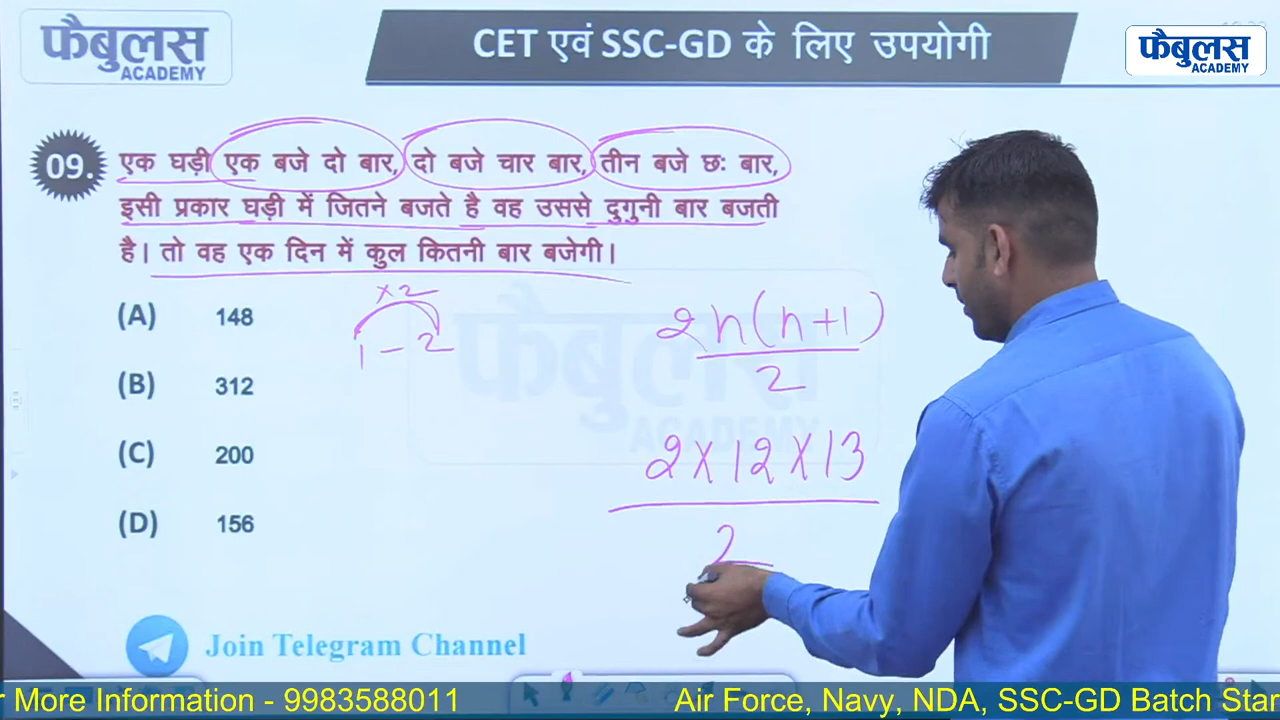 फैबुलस
ACADEMY
CET एवं SSC-GD के लिए उपयोगी
फैबुलस
ACADEMY
09. एक घड़ी एक बजे दो बार, दो बजे चार बार, तीन बजे छः बार,
इसी प्रकार घड़ी में जितने बजते है वह उससे दुगुनी बार बजती
है। तो वह एक दिन में कुल कितनी बार बजेगी।
(A) 148
(B) 312
(C) 200
(D) 156
×2
1 – 2
2n(n+1)
2
2×12×13
2
फैबुलस
ACADEMY
Join Telegram Channel
r More Information - 9983588011 Air Force, Navy, NDA, SSC-GD Batch Star